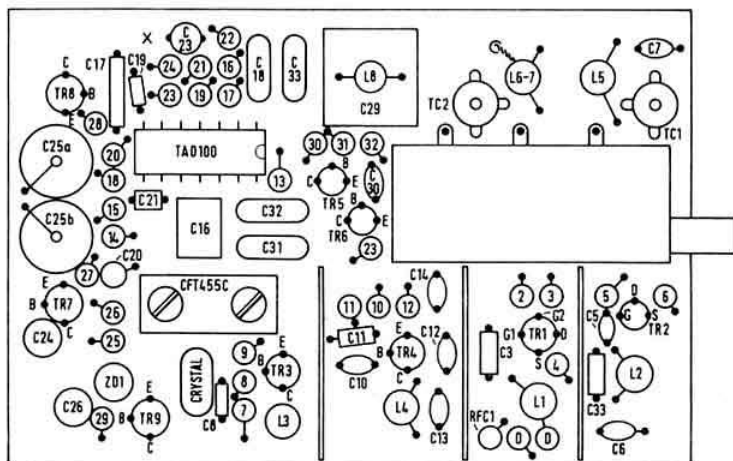 X C 23 22
C17 C19 24 21 16 C 18 C 33
C TR8 B E 23 19 17
L8 C29
L6-7 L5 C7
TC2 TC1
28
C25a 20 TAD100 13
18
30 31 32
B C E TR5 C 30
C21 C16 C32
C25b 15
14
B C E TR6
C31 23
27 C20
CFT455C
E B TR7 C
26
C24 25
C14
11 10 12
C11 E B TR4 C C12
C10
L4 C13
2 3
G2 G1 TR1 D S
C3 4
RFC1 L1
D D
5 D 6
C5 G S TR2
C33 L2
C6
ZD1
C26 29
E B TR9 C
CRYSTAL
9 E B TR3 C
8
C8 7 L3